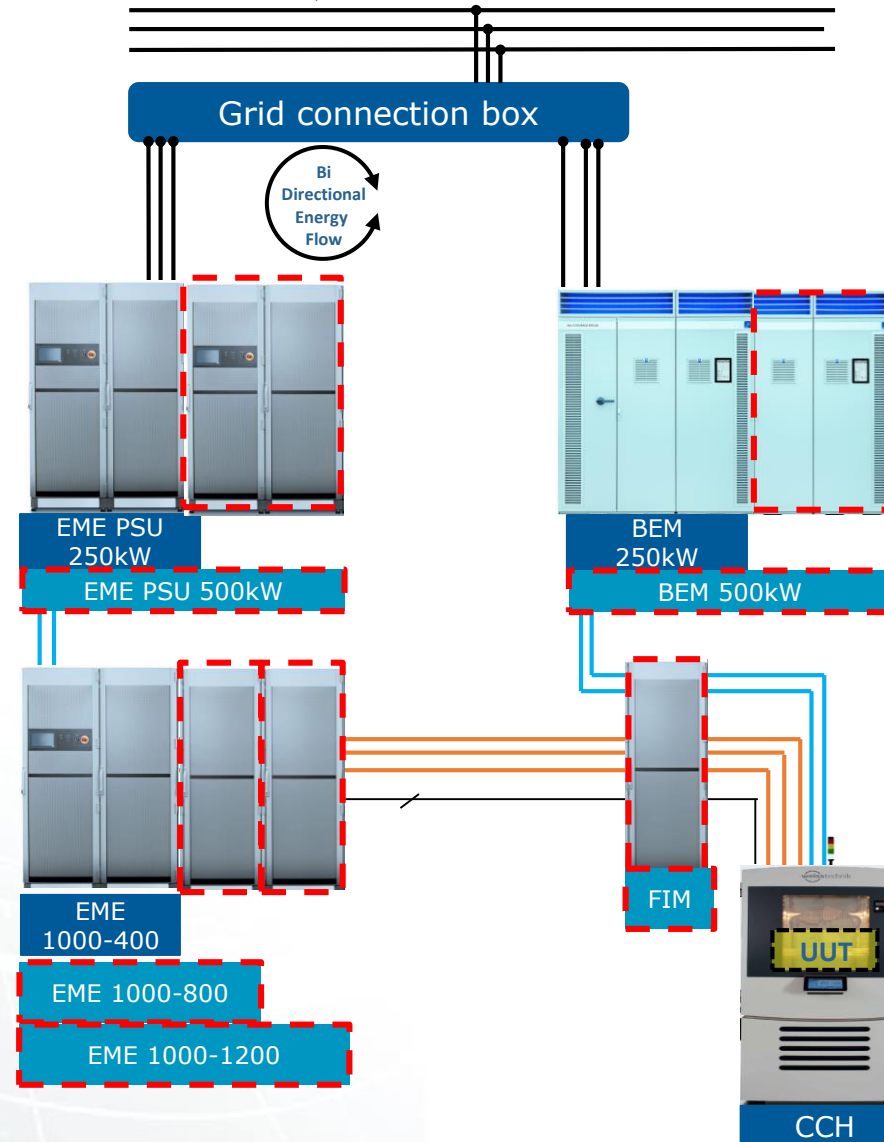 Grid connection box
Bi
Directional
Energy
Flow
EME PSU
250kW
EME PSU 500kW
BEM
250kW
BEM 500kW
EME
1000-400
EME 1000-800
EME 1000-1200
FIM
UUT
CCH